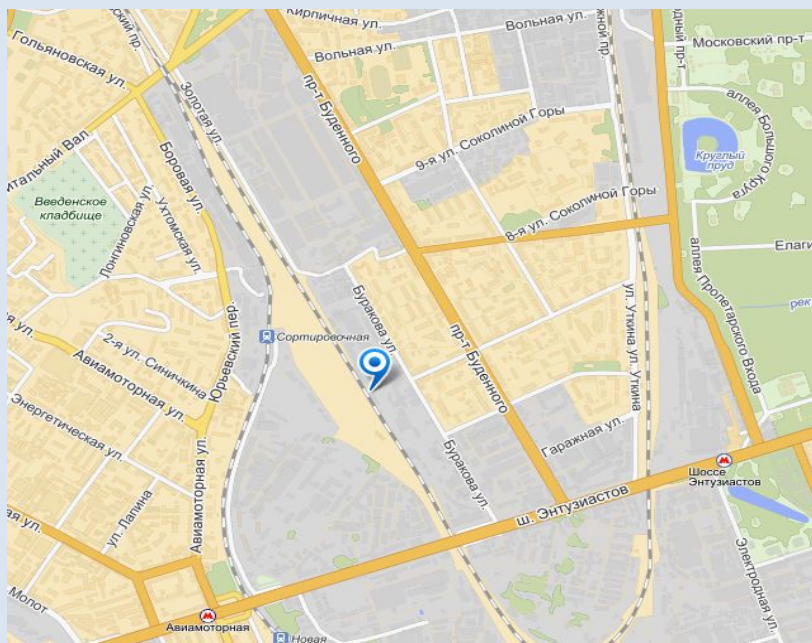 Кирпичная ул.
Гольяновская ул.
Вольная ул.
Московский пр-т
Золотая ул.
пр-т Буденного
аллея Большого Круга
9-я ул. Соколиной Горы
Круглый
пруд
Боровая ул.
Введенское
кладбище
Ухтомская ул.
Лонгиновская ул.
8-я ул. Соколиной Горы
аллея Пролетарского Входа
Буракова ул.
Юрьевский пер.
Сортировочная
пр-т Буденного
ул. Уткина
ул. Уткина
2-я ул. Синичкина
Авиамоторная ул.
Энергетическая ул.
Гаражная ул.
Буракова ул.
Шоссе
Энтузиастов
ш. Энтузиастов
Авиамоторная ул.
ул. Лапина
Электродная ул.
Молот
Авиамоторная
Новая